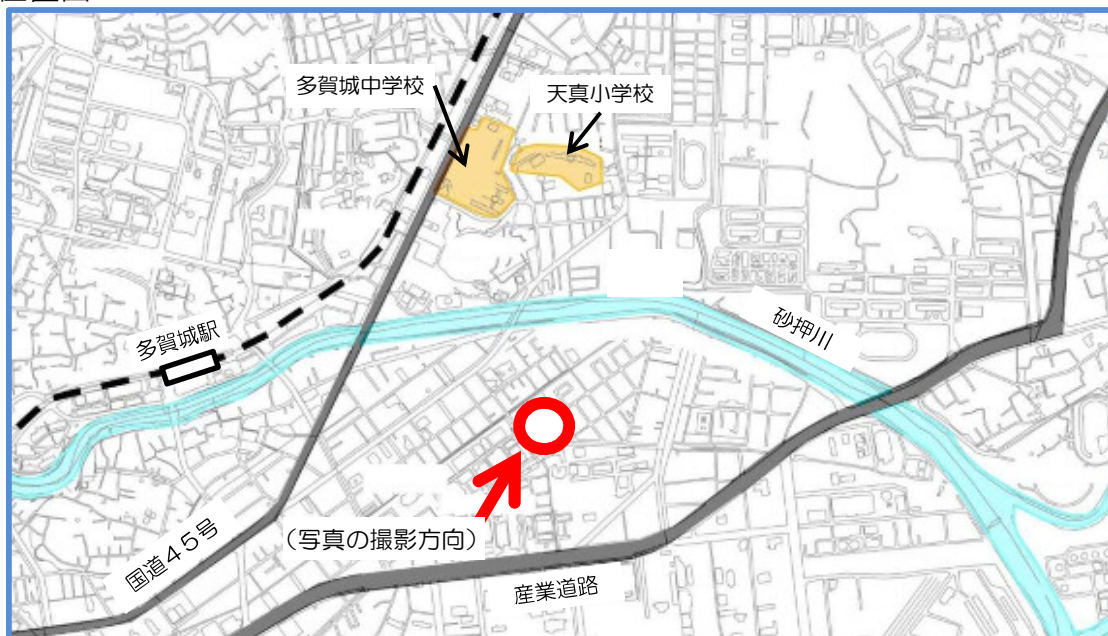 多賀城中学校
天真小学校
多賀城駅
砂押川
(写真の撮影方向)
国道45号
産業道路